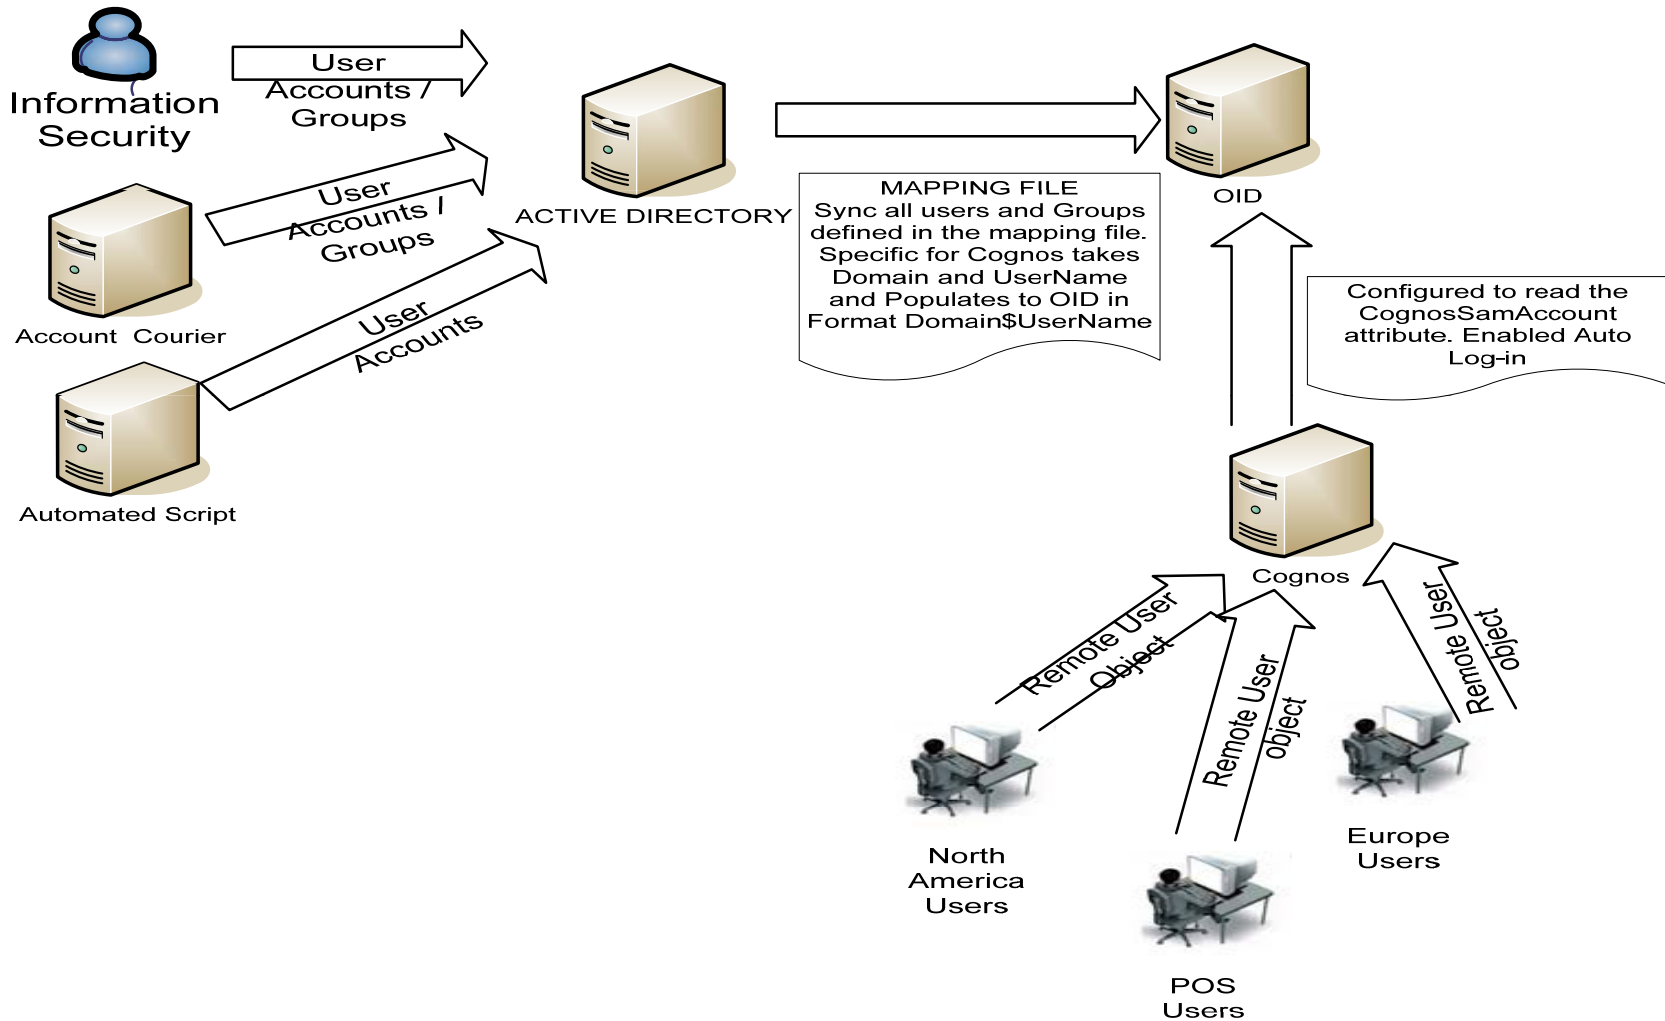 Information
Security
User
Accounts /
Groups
User
Accounts /
Groups
Account Courier
User
Accounts
Automated Script
ACTIVE DIRECTORY
OID
MAPPING FILE
Sync all users and Groups
defined in the mapping file.
Specific for Cognos takes
Domain and UserName
and Populates to OID in
Format Domain$UserName
Configured to read the
CognosSamAccount
attribute. Enabled Auto
Log-in
Cognos
Remote User
Object
Remote User
object
Remote User
object
North
America
Users
POS
Users
Europe
Users